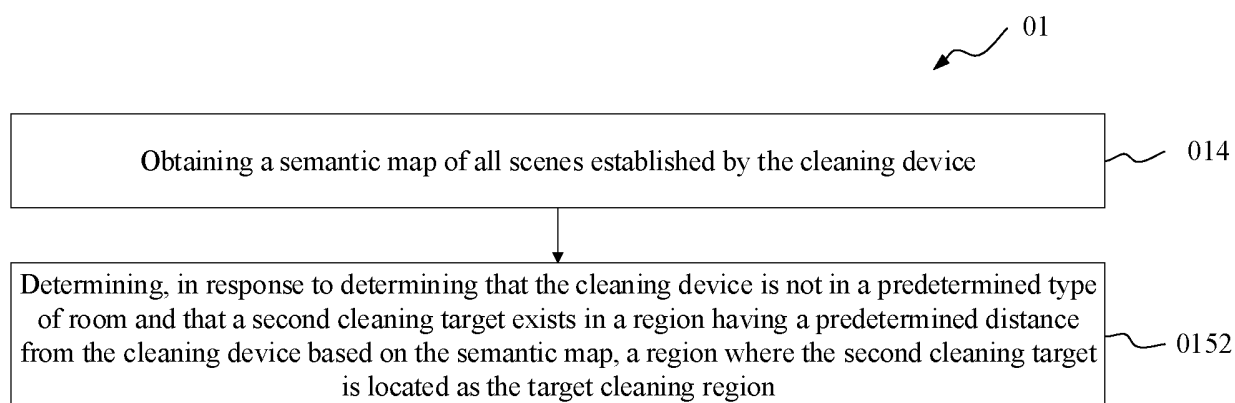 01
Obtaining a semantic map of all scenes established by the cleaning device
014
Determining, in response to determining that the cleaning device is not in a predetermined type
of room and that a second cleaning target exists in a region having a predetermined distance
from the cleaning device based on the semantic map, a region where the second cleaning target
is located as the target cleaning region
0152